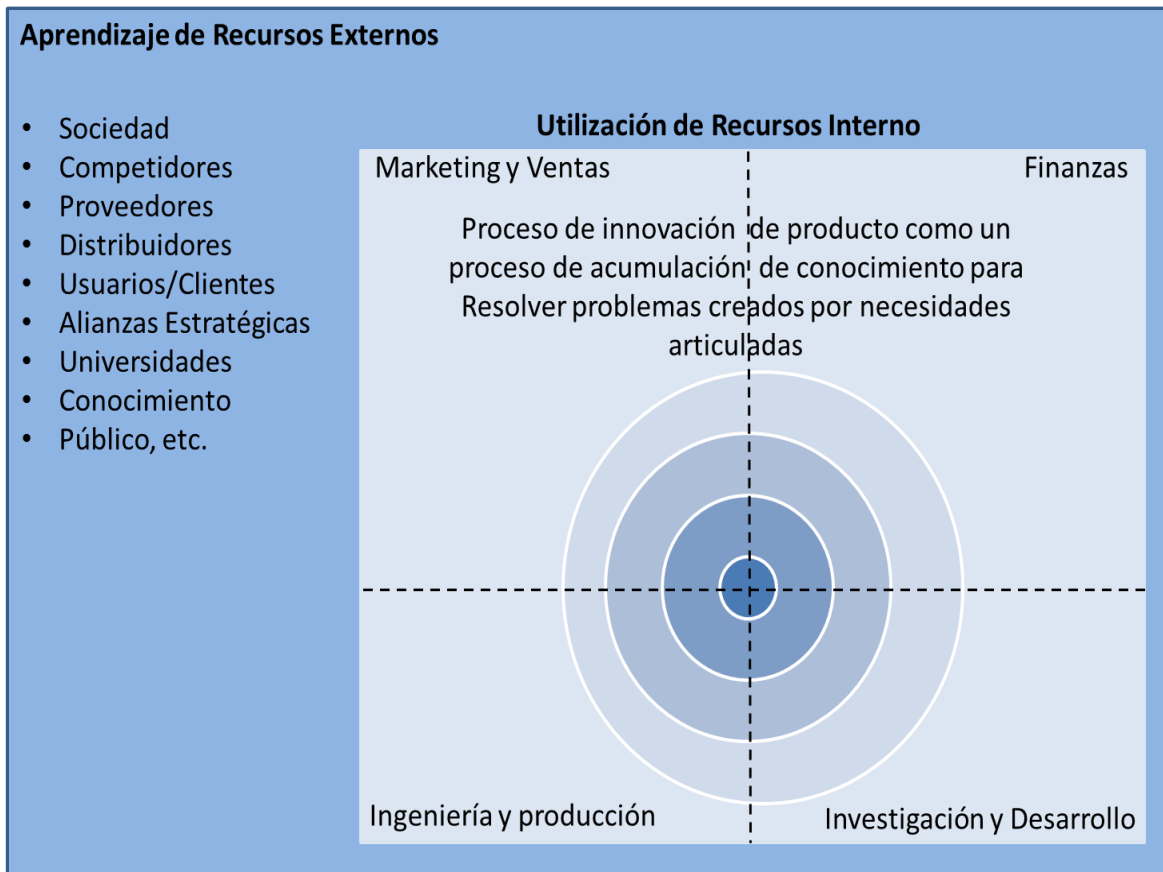 Aprendizaje de Recursos Externos
• Sociedad
• Competidores
• Proveedores
• Distribuidores
• Usuarios/Clientes
• Alianzas Estratégicas
• Universidades
• Conocimiento
• Público, etc.
Utilización de Recursos Interno
Marketing y Ventas
Finanzas
Proceso de innovación de producto como un
proceso de acumulación de conocimiento para
Resolver problemas creados por necesidades
articuladas
Ingeniería y producción
Investigación y Desarrollo